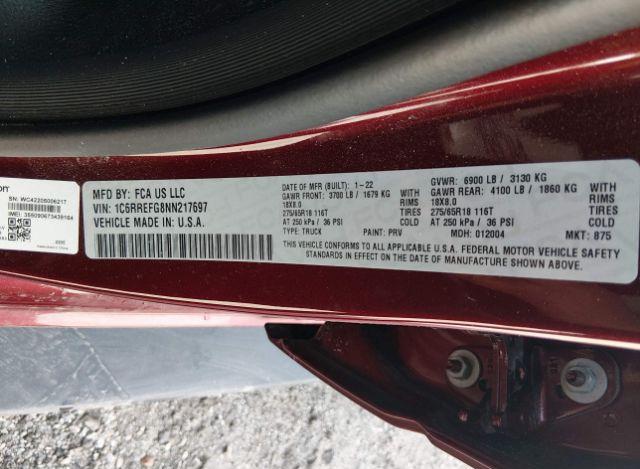 SN: WC42205006217
MFD BY: FCA US LLC
VIN: 1C6RREFG8NN217697
VEHICLE MADE IN U.S.A.
DATE OF MFR (BUILT): 1-22 GVWR: 6900 LB / 3130 KG
GAWR FRONT: 3700 LB / 1679 KG WITH GAWR REAR: 4100 LB / 1860 KG WITH
18X8.0 RIMS 18X8.0 RIMS
275/65R18 116T TIRES 275/65R18 116T TIRES
AT 250 kPa / 36 PSI COLD AT 250 kPa / 36 PSI COLD
TYPE: TRUCK PAINT: PRV MDH: 012004 MKT: 875
THIS VEHICLE CONFORMS TO ALL APPLICABLE U.S.A. FEDERAL MOTOR VEHICLE SAFETY
STANDARDS IN EFFECT ON THE DATE OF MANUFACTURE SHOWN ABOVE.